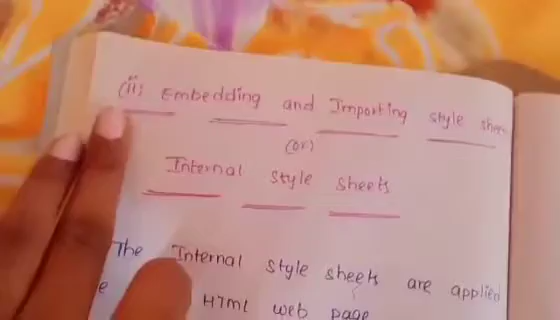 (ii) Embedding and Importing style
(or)
Internal style sheets
The Internal style sheets are applied
HTML web page